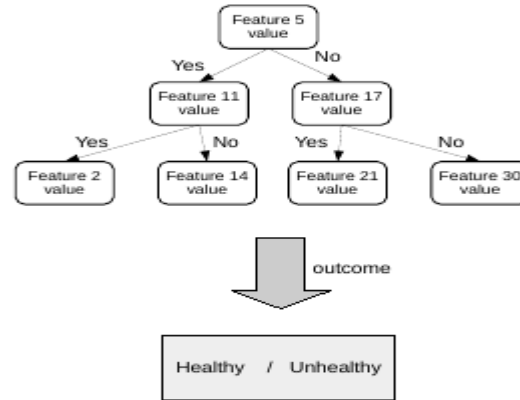 Feature 5
value
Yes
No
Feature 11
value
Feature 17
value
Yes
No
Yes
No
Feature 2
value
Feature 14
value
Feature 21
value
Feature 30
value
outcome
Healthy / Unhealthy